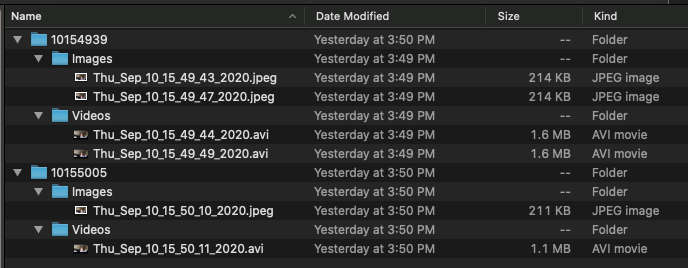 Name Date Modified Size Kind
10154939 Yesterday at 3:50 PM -- Folder
Images Yesterday at 3:49 PM -- Folder
Thu_Sep_10_15_49_43_2020.jpeg Yesterday at 3:49 PM 214 KB JPEG image
Thu_Sep_10_15_49_47_2020.jpeg Yesterday at 3:49 PM 214 KB JPEG image
Videos Yesterday at 3:49 PM -- Folder
Thu_Sep_10_15_49_44_2020.avi Yesterday at 3:49 PM 1.6 MB AVI movie
Thu_Sep_10_15_49_49_2020.avi Yesterday at 3:49 PM 1.6 MB AVI movie
10155005 Yesterday at 3:50 PM -- Folder
Images Yesterday at 3:50 PM -- Folder
Thu_Sep_10_15_50_10_2020.jpeg Yesterday at 3:50 PM 211 KB JPEG image
Videos Yesterday at 3:50 PM -- Folder
Thu_Sep_10_15_50_11_2020.avi Yesterday at 3:50 PM 1.1 MB AVI movie